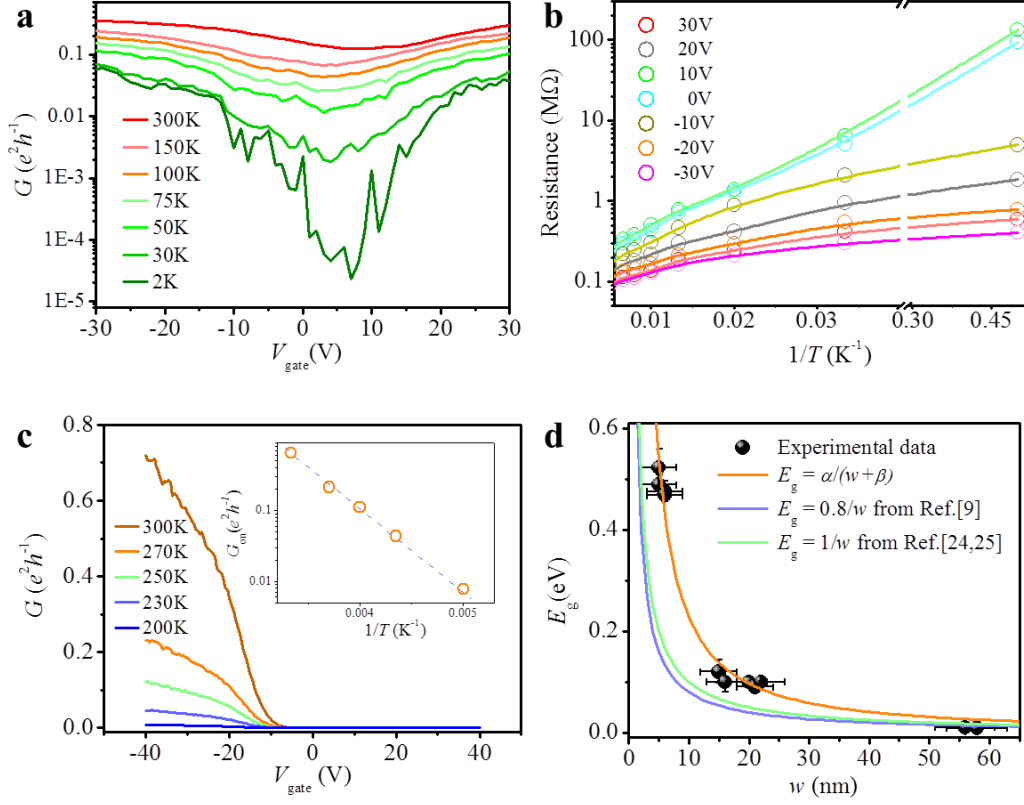 a
G (e²h⁻¹)
0.1
0.01
1E-3
1E-4
1E-5
300K
150K
100K
75K
50K
30K
2K
-30 -20 -10 0 10 20 30
V_gate(V)
b
Resistance (MΩ)
100
10
1
0.1
30V
20V
10V
0V
-10V
-20V
-30V
0.01 0.02 0.03 0.30 0.45
1/T (K⁻¹)
c
G (e²h⁻¹)
0.8
0.6
0.4
0.2
0.0
300K
270K
250K
230K
200K
-40 -20 0 20 40
V_gate(V)
G_on(e²h⁻¹)
0.1
0.01
0.004 0.005
1/T (K⁻¹)
d
E_g(eV)
0.6
0.4
0.2
0.0
Experimental data
E_g = α/(w+β)
E_g = 0.8/w from Ref.[9]
E_g = 1/w from Ref.[24,25]
0 10 20 30 40 50 60
w (nm)